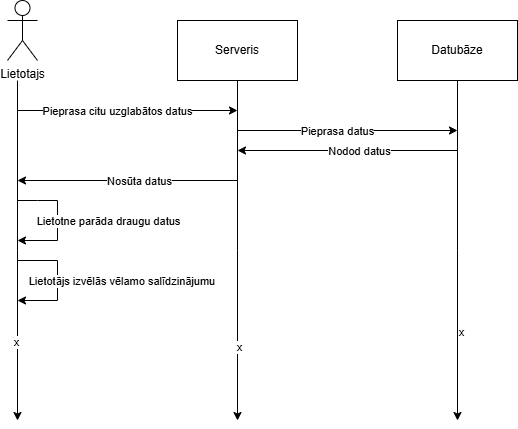 Serveris
Datubāze
Lietotajs
Pieprasa citu uzglabātos datus
Pieprasa datus
Nodod datus
Nosūta datus
Lietotne parāda draugu datus
Lietotājs izvēlās vēlamo salīdzinājumu
x
x
x